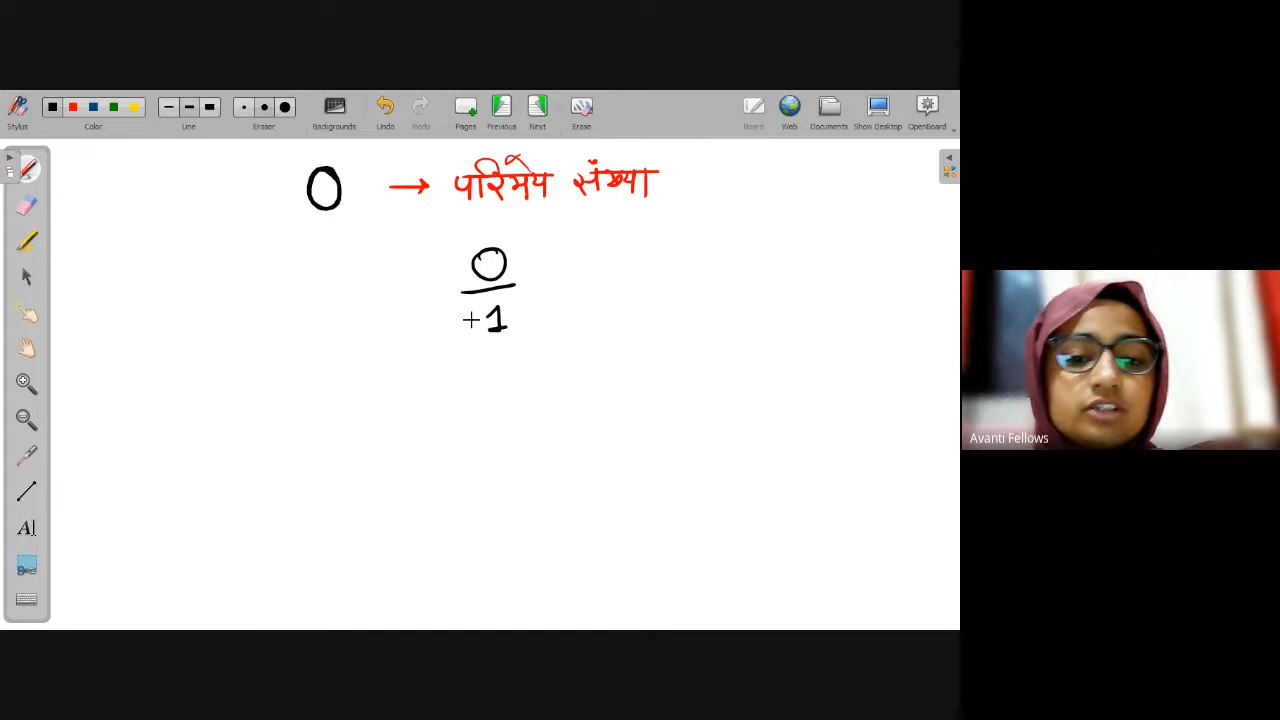 Stylus Color Line Eraser Backgrounds Undo Redo Pages Previous Next Erase Board Web Documents Show Desktop OpenBoard
0 → परिमेय संख्या
0
+1
Avanti Fellows